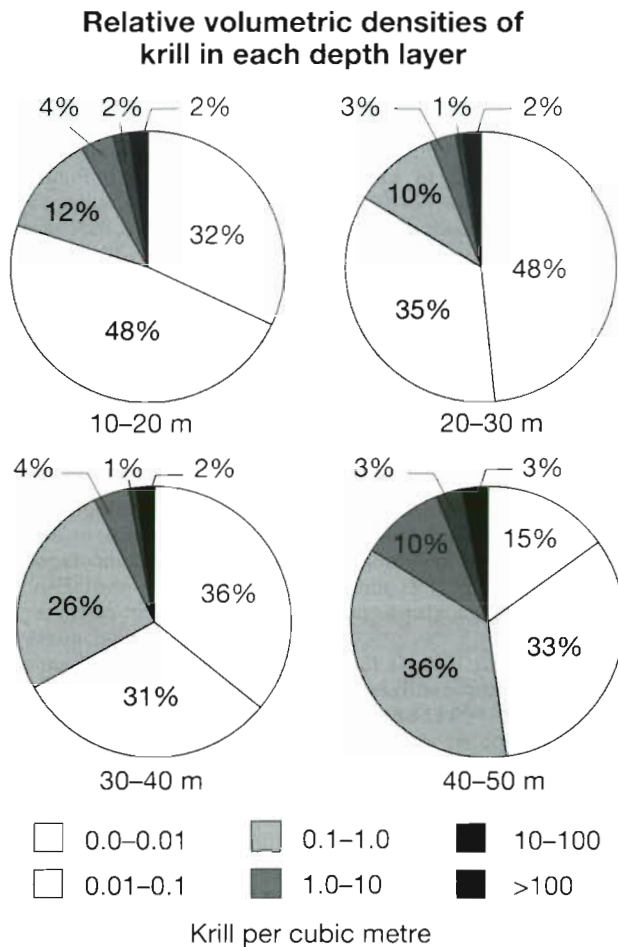 Relative volumetric densities of
krill in each depth layer
4% 2% 2%
12% 32%
48%
10–20 m
3% 1% 2%
10% 48%
35%
20–30 m
4% 1% 2%
26% 36%
31%
30–40 m
3% 3%
10% 15%
36% 33%
40–50 m
0.0–0.01 0.1–1.0 10–100
0.01–0.1 1.0–10 >100
Krill per cubic metre